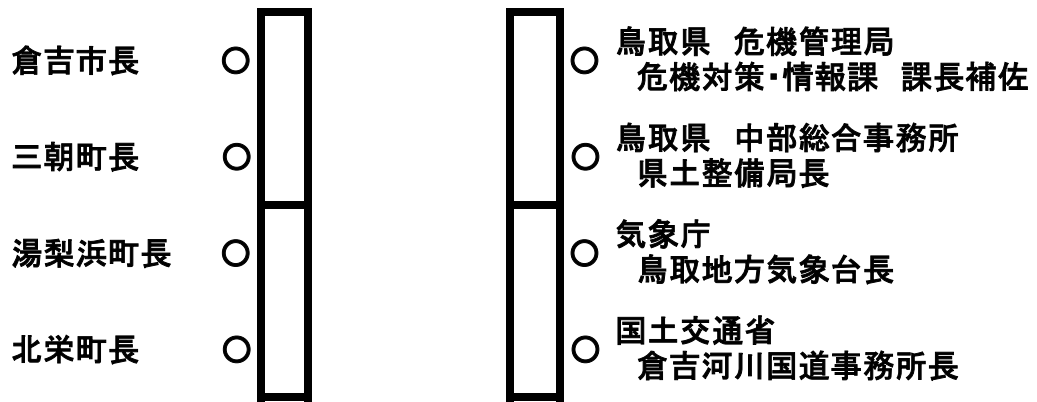 倉吉市長
三朝町長
湯梨浜町長
北栄町長
鳥取県　危機管理局
危機対策・情報課　課長補佐
鳥取県　中部総合事務所
県土整備局長
気象庁
鳥取地方気象台長
国土交通省
倉吉河川国道事務所長